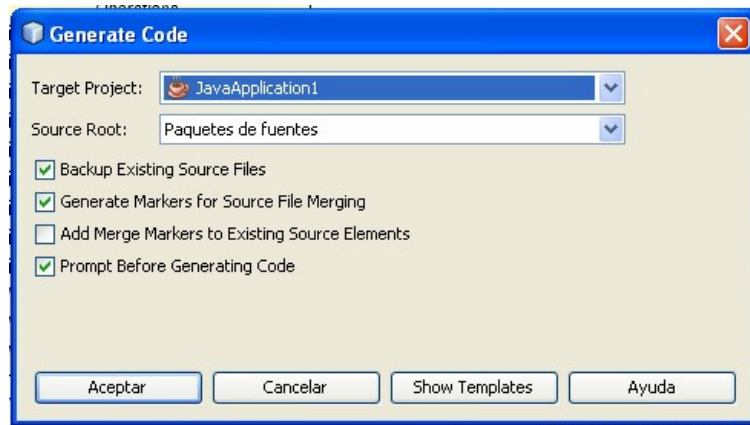 Generate Code
Target Project: JavaApplication1
Source Root: Paquetes de fuentes
Backup Existing Source Files
Generate Markers for Source File Merging
Add Merge Markers to Existing Source Elements
Prompt Before Generating Code
Aceptar Cancelar Show Templates Ayuda